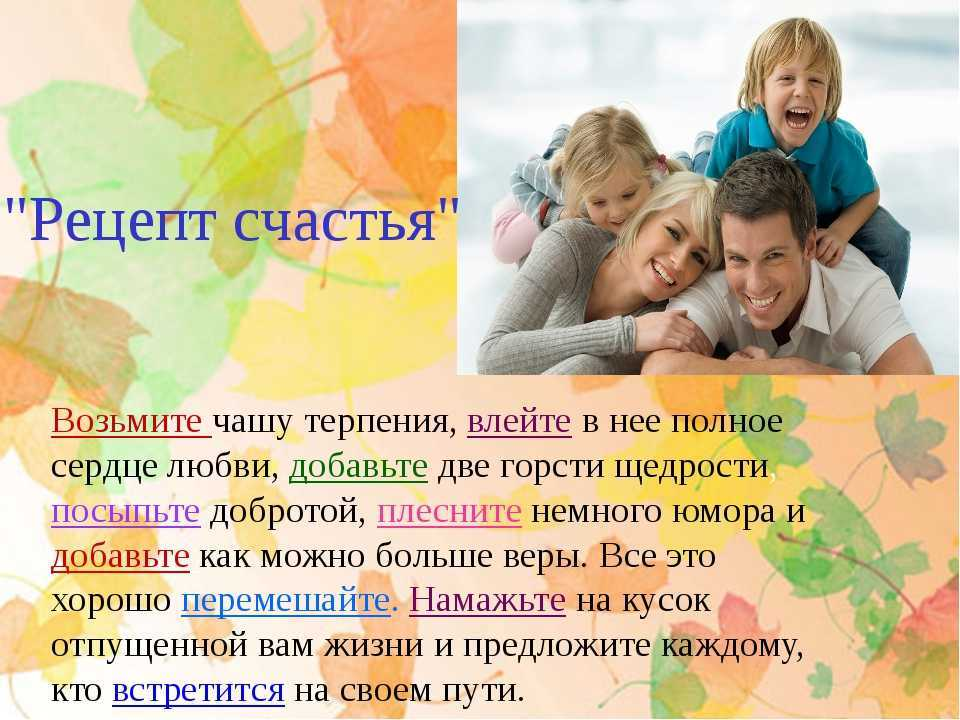 "Рецепт счастья"
Возьмите чашу терпения, влейте в нее полное
сердце любви, добавьте две горсти щедрости,
посыпьте добротой, плесните немного юмора и
добавьте как можно больше веры. Все это
хорошо перемешайте. Намажьте на кусок
отпущенной вам жизни и предложите каждому,
кто встретится на своем пути.